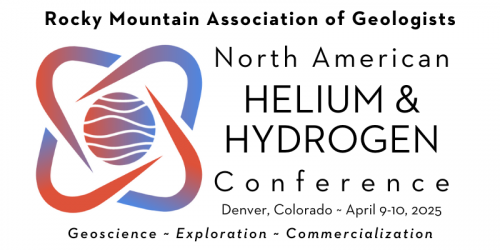 Rocky Mountain Association of Geologists
North American
HELIUM &
HYDROGEN
Conference
Denver, Colorado ~ April 9-10, 2025
Geoscience ~ Exploration ~ Commercialization